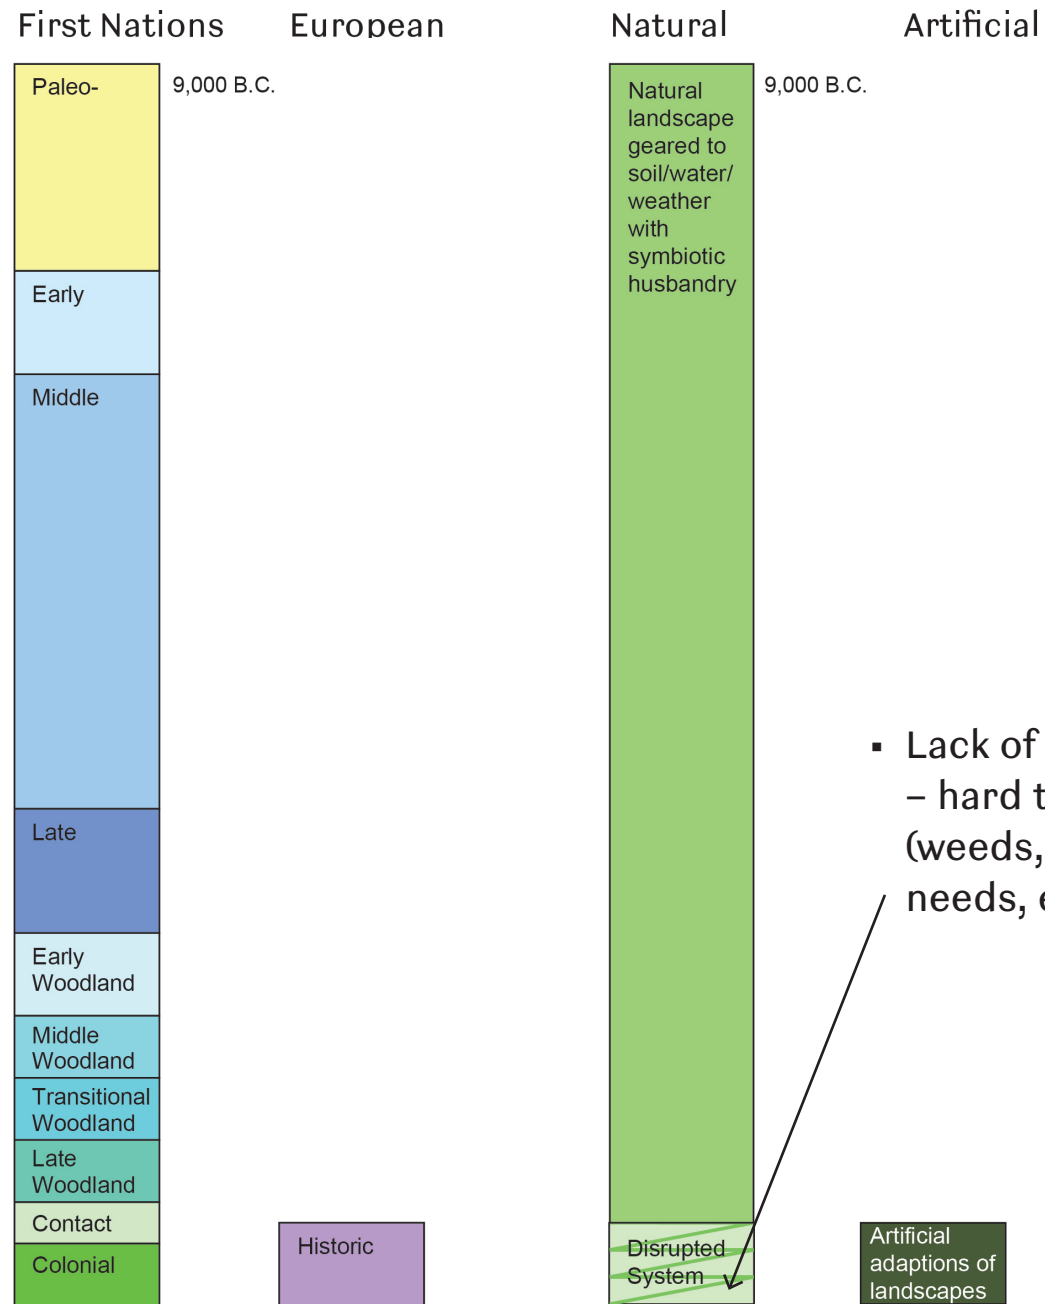 First Nations
European
Natural
Artificial
Paleo-
9,000 B.C.
Early
Middle
Late
Early
Woodland
Middle
Woodland
Transitional
Woodland
Late
Woodland
Contact
Colonial
Historic
Natural
landscape
geared to
soil/water/
weather
with
symbiotic
husbandry
9,000 B.C.
Disrupted
System
▪ Lack of
– hard t
(weeds,
needs, e
Artificial
adaptions of
landscapes